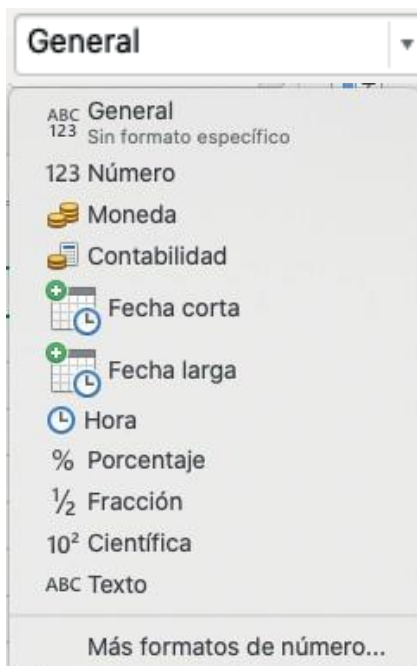 General
ABC General
123 Sin formato específico
123 Número
Moneda
Contabilidad
Fecha corta
Fecha larga
Hora
% Porcentaje
½ Fracción
10² Científica
ABC Texto
Más formatos de número...